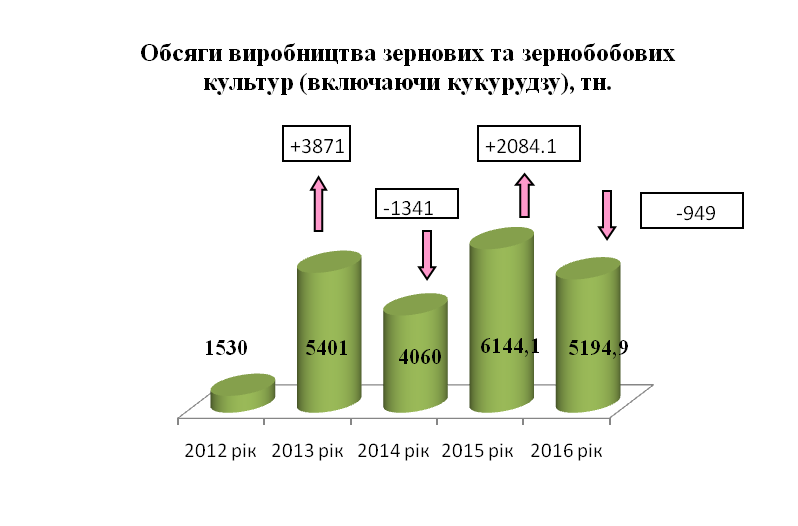 Обсяги виробництва зернових та зернобобових
культур (включаючи кукурудзу), тн.
+3871
+2084.1
-1341
-949
1530
5401
4060
6144,1
5194,9
2012 рік
2013 рік
2014 рік
2015 рік
2016 рік